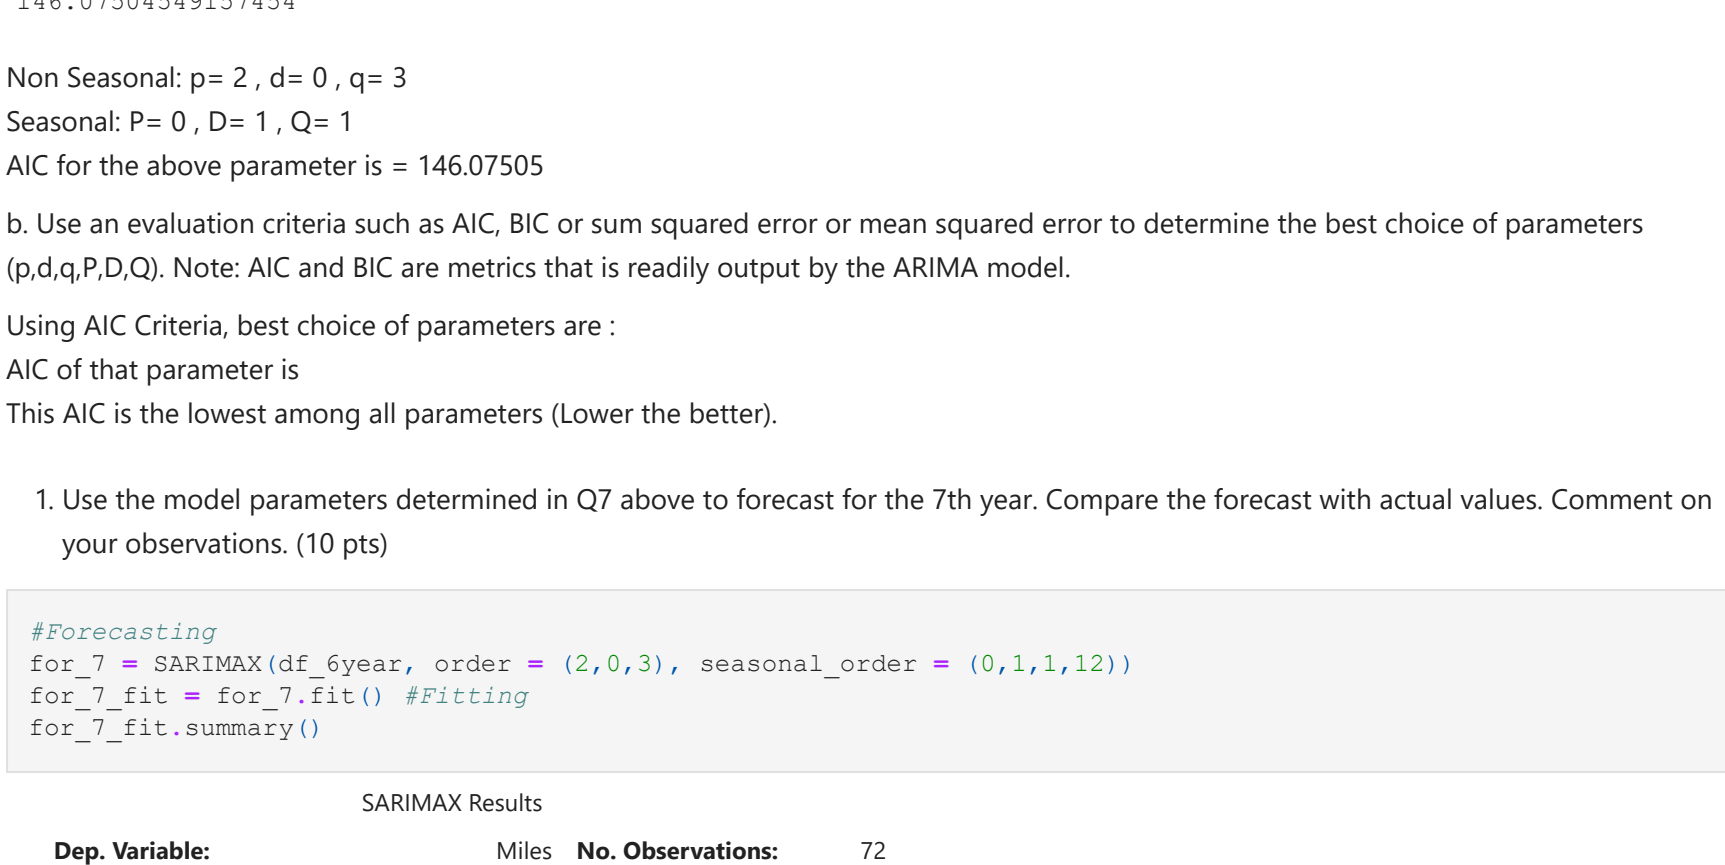 146.07504549157454
Non Seasonal: p= 2 , d= 0 , q= 3
Seasonal: P= 0 , D= 1 , Q= 1
AIC for the above parameter is = 146.07505
b. Use an evaluation criteria such as AIC, BIC or sum squared error or mean squared error to determine the best choice of parameters
(p,d,q,P,D,Q). Note: AIC and BIC are metrics that is readily output by the ARIMA model.
Using AIC Criteria, best choice of parameters are :
AIC of that parameter is
This AIC is the lowest among all parameters (Lower the better).
1. Use the model parameters determined in Q7 above to forecast for the 7th year. Compare the forecast with actual values. Comment on
your observations. (10 pts)
#Forecasting
for_7 = SARIMAX(df_6year, order = (2,0,3), seasonal_order = (0,1,1,12))
for_7_fit = for_7.fit() #Fitting
for_7_fit.summary()
SARIMAX Results
Dep. Variable: Miles No. Observations: 72